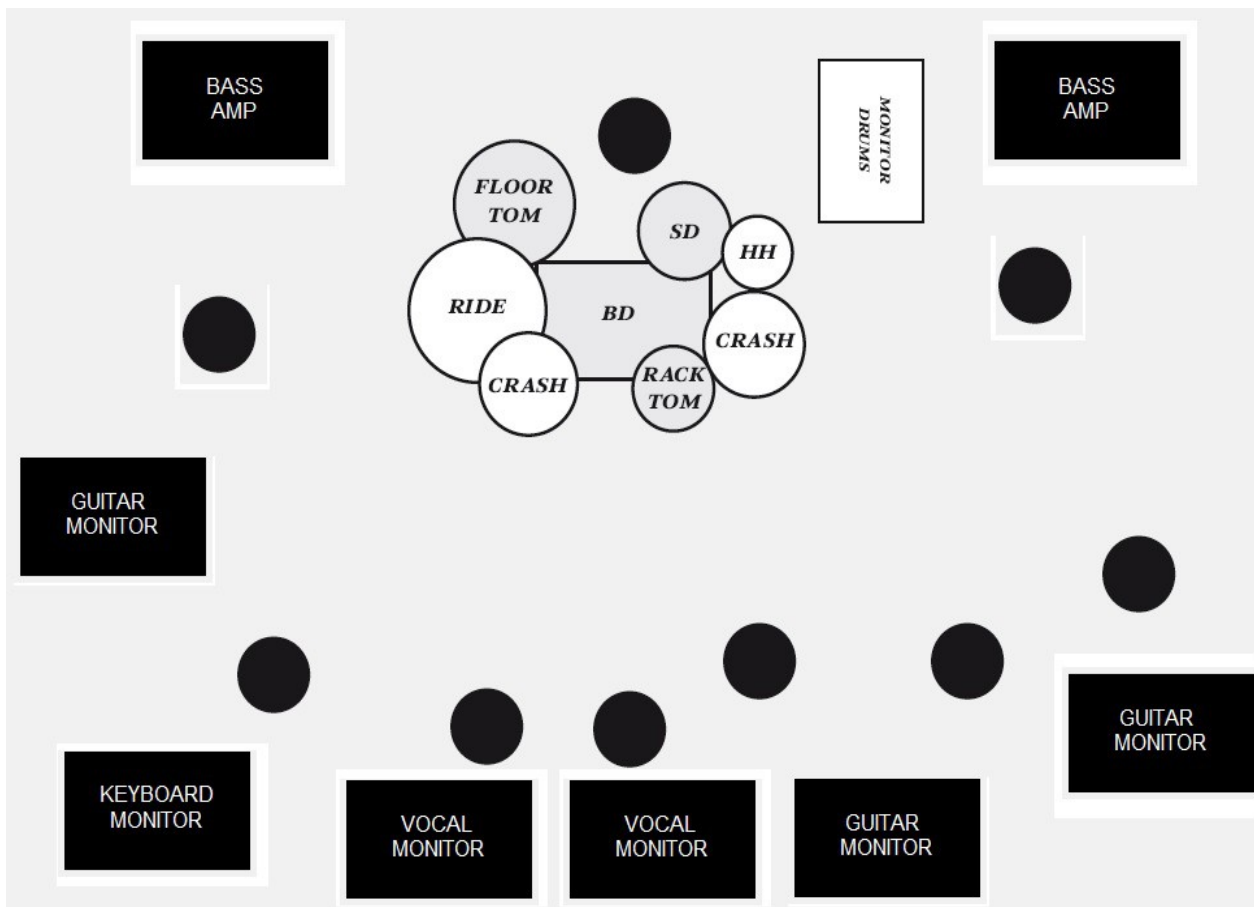 BASS
AMP
MONITOR
DRUMS
BASS
AMP
FLOOR
TOM
SD
HH
RIDE
BD
CRASH
CRASH
RACK
TOM
GUITAR
MONITOR
GUITAR
MONITOR
KEYBOARD
MONITOR
VOCAL
MONITOR
VOCAL
MONITOR
GUITAR
MONITOR